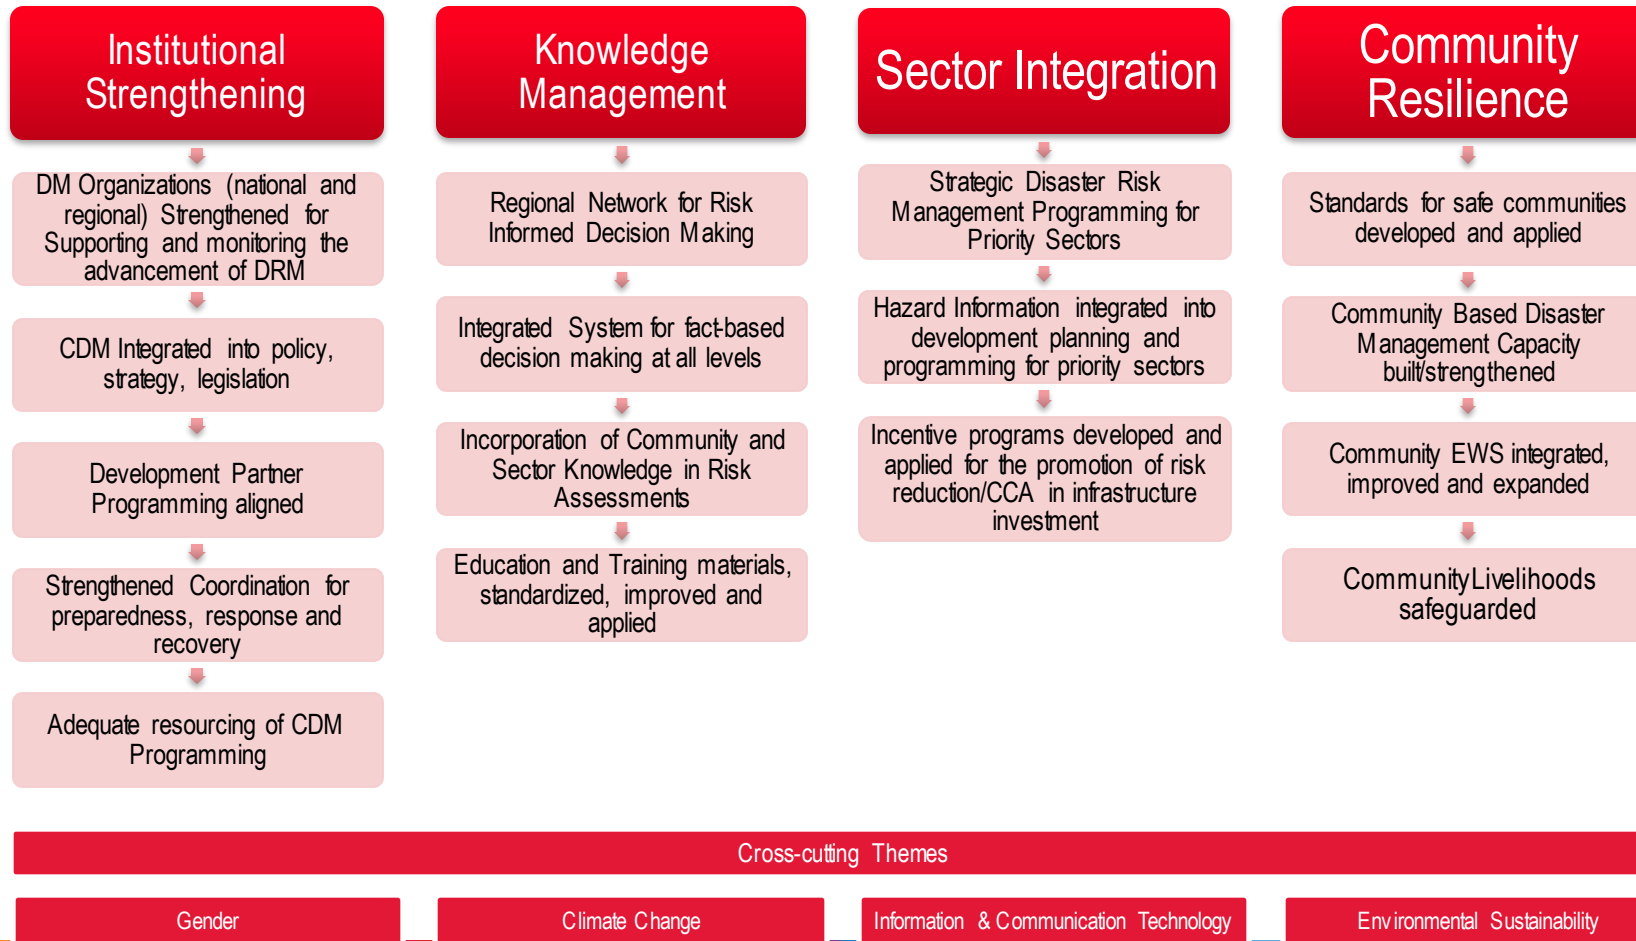 Institutional
Strengthening
DM Organizations (national and
regional) Strengthened for
Supporting and monitoring the
advancement of DRM
CDM Integrated into policy,
strategy, legislation
Development Partner
Programming aligned
Strengthened Coordination for
preparedness, response and
recovery
Adequate resourcing of CDM
Programming
Knowledge
Management
Regional Network for Risk
Informed Decision Making
Integrated System for fact-based
decision making at all levels
Incorporation of Community and
Sector Knowledge in Risk
Assessments
Education and Training materials,
standardized, improved and
applied
Sector Integration
Strategic Disaster Risk
Management Programming for
Priority Sectors
Hazard Information integrated into
development planning and
programming for priority sectors
Incentive programs developed and
applied for the promotion of risk
reduction/CCA in infrastructure
investment
Community
Resilience
Standards for safe communities
developed and applied
Community Based Disaster
Management Capacity
built/strengthened
Community EWS integrated,
improved and expanded
Community Livelihoods
safeguarded
Cross-cutting Themes
Gender
Climate Change
Information & Communication Technology
Environmental Sustainability